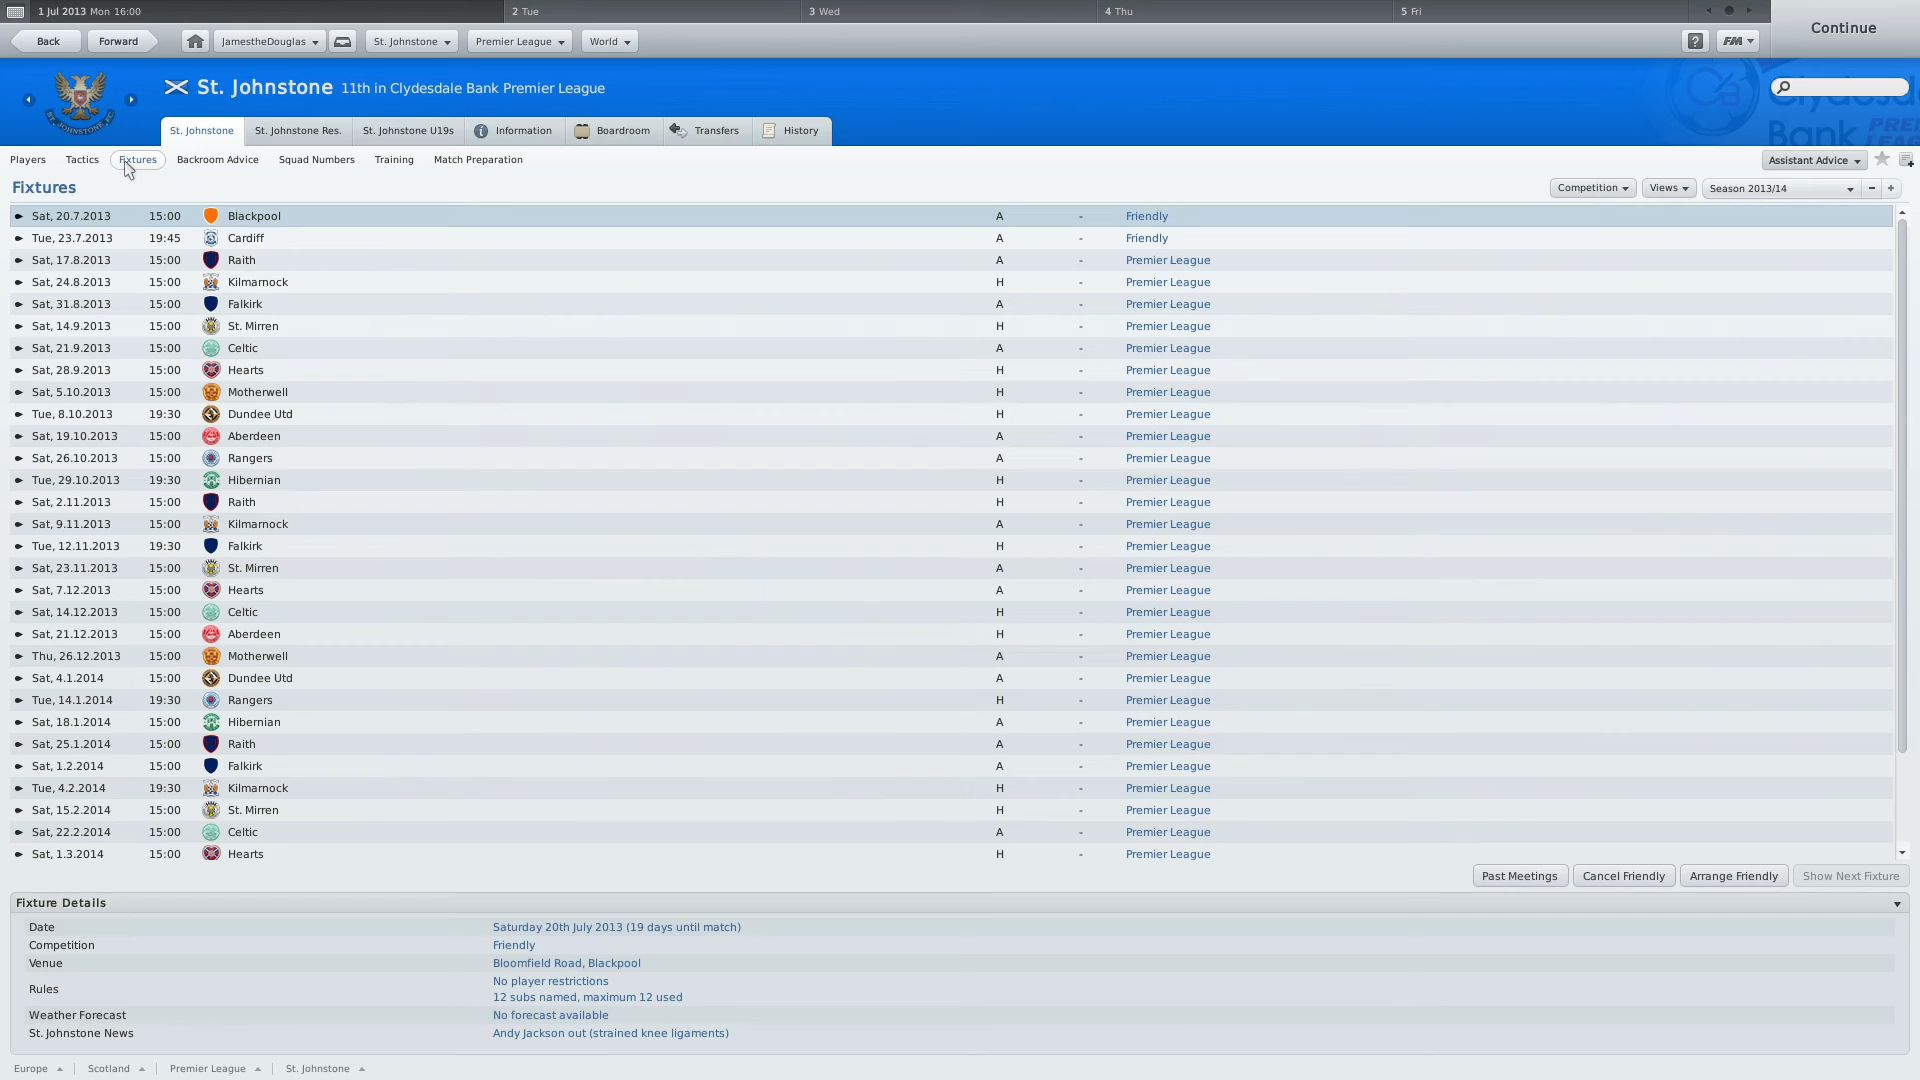 1 Jul 2013 Mon 16:00 2 Tue 3 Wed 4 Thu 5 Fri
Back Forward JamestheDouglas St. Johnstone Premier League World ? FM Continue
St. Johnstone 11th in Clydesdale Bank Premier League
St. Johnstone St. Johnstone Res. St. Johnstone U19s Information Boardroom Transfers History
Players Tactics Fixtures Backroom Advice Squad Numbers Training Match Preparation Assistant Advice
Fixtures Competition Views Season 2013/14 - +
Sat, 20.7.2013 15:00 Blackpool A - Friendly
Tue, 23.7.2013 19:45 Cardiff A - Friendly
Sat, 17.8.2013 15:00 Raith A - Premier League
Sat, 24.8.2013 15:00 Kilmarnock H - Premier League
Sat, 31.8.2013 15:00 Falkirk A - Premier League
Sat, 14.9.2013 15:00 St. Mirren H - Premier League
Sat, 21.9.2013 15:00 Celtic A - Premier League
Sat, 28.9.2013 15:00 Hearts H - Premier League
Sat, 5.10.2013 15:00 Motherwell H - Premier League
Tue, 8.10.2013 19:30 Dundee Utd H - Premier League
Sat, 19.10.2013 15:00 Aberdeen A - Premier League
Sat, 26.10.2013 15:00 Rangers A - Premier League
Tue, 29.10.2013 19:30 Hibernian H - Premier League
Sat, 2.11.2013 15:00 Raith H - Premier League
Sat, 9.11.2013 15:00 Kilmarnock A - Premier League
Tue, 12.11.2013 19:30 Falkirk H - Premier League
Sat, 23.11.2013 15:00 St. Mirren A - Premier League
Sat, 7.12.2013 15:00 Hearts A - Premier League
Sat, 14.12.2013 15:00 Celtic H - Premier League
Sat, 21.12.2013 15:00 Aberdeen H - Premier League
Thu, 26.12.2013 15:00 Motherwell A - Premier League
Sat, 4.1.2014 15:00 Dundee Utd A - Premier League
Tue, 14.1.2014 19:30 Rangers H - Premier League
Sat, 18.1.2014 15:00 Hibernian A - Premier League
Sat, 25.1.2014 15:00 Raith A - Premier League
Sat, 1.2.2014 15:00 Falkirk A - Premier League
Tue, 4.2.2014 19:30 Kilmarnock H - Premier League
Sat, 15.2.2014 15:00 St. Mirren H - Premier League
Sat, 22.2.2014 15:00 Celtic A - Premier League
Sat, 1.3.2014 15:00 Hearts H - Premier League
Past Meetings Cancel Friendly Arrange Friendly Show Next Fixture
Fixture Details
Date Saturday 20th July 2013 (19 days until match)
Competition Friendly
Venue Bloomfield Road, Blackpool
Rules No player restrictions
12 subs named, maximum 12 used
Weather Forecast No forecast available
St. Johnstone News Andy Jackson out (strained knee ligaments)
Europe Scotland Premier League St. Johnstone